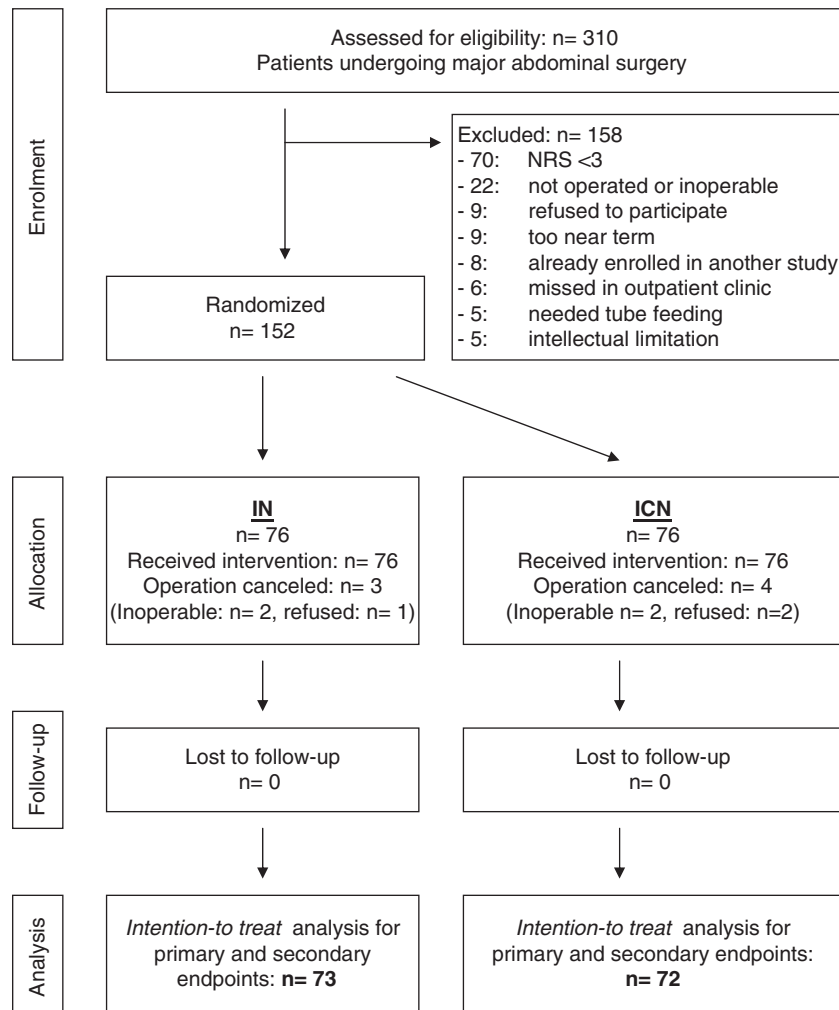 Enrolment
Assessed for eligibility: n= 310
Patients undergoing major abdominal surgery
Excluded: n= 158
- 70: NRS <3
- 22: not operated or inoperable
- 9: refused to participate
- 9: too near term
- 8: already enrolled in another study
- 6: missed in outpatient clinic
- 5: needed tube feeding
- 5: intellectual limitation
Randomized
n= 152
Allocation
IN
n= 76
Received intervention: n= 76
Operation canceled: n= 3
(Inoperable: n= 2, refused: n= 1)
ICN
n= 76
Received intervention: n= 76
Operation canceled: n= 4
(Inoperable n= 2, refused: n=2)
Follow-up
Lost to follow-up
n= 0
Lost to follow-up
n= 0
Analysis
Intention-to treat analysis for
primary and secondary
endpoints: n= 73
Intention-to treat analysis for
primary and secondary endpoints:
n= 72